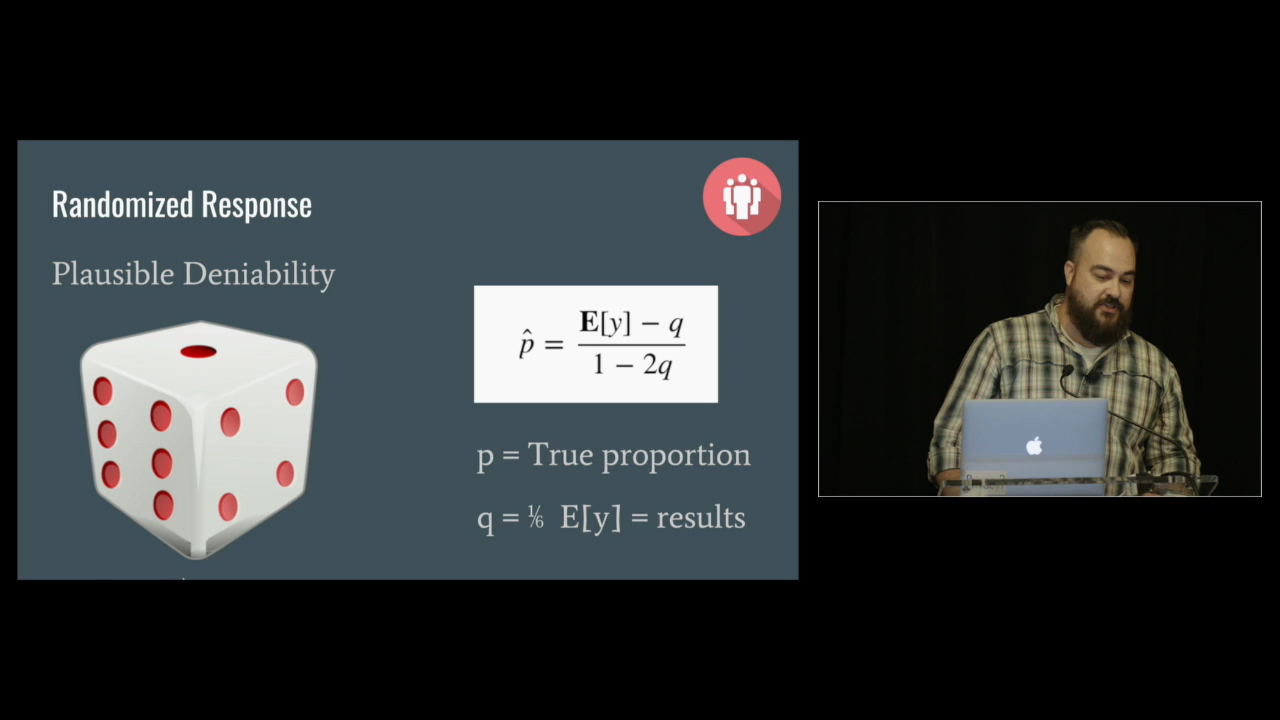 Randomized Response
Plausible Deniability
p̂ = E[y] − q / 1 − 2q
p = True proportion
q = ⅙ E[y] = results